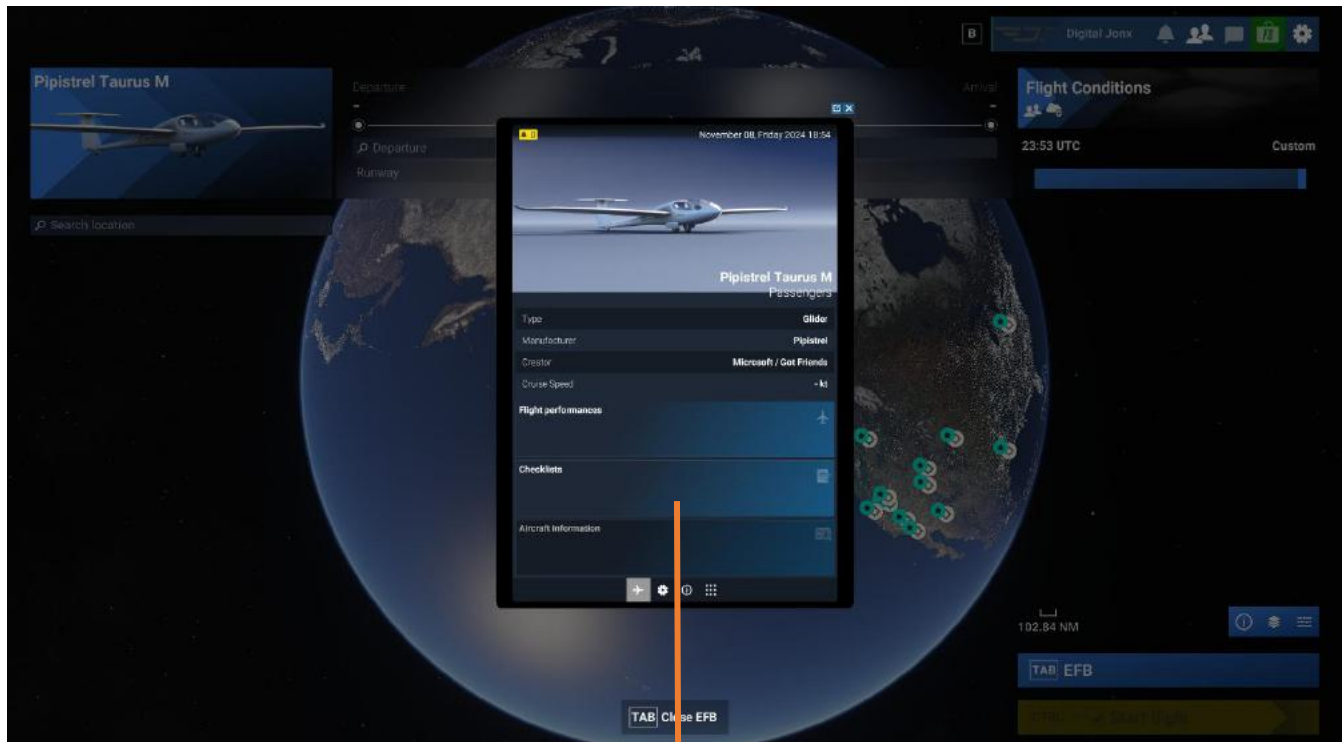 B Digital Jonx
Pipistrel Taurus M
Departure
Arrival
-
-
Departure
Runway
Search location
Flight Conditions
23:53 UTC Custom
November 08, Friday 2024 18:54
Pipistrel Taurus M
Passengers
Type Glider
Manufacturer Pipistrel
Creator Microsoft / Got Friends
Cruise Speed - kt
Flight performances
Checklists
Aircraft Information
102.84 NM
TAB EFB
Start flight
TAB Close EFB